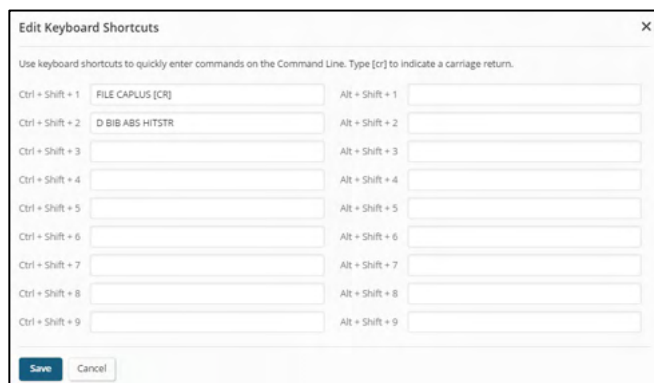 Edit Keyboard Shortcuts ×
Use keyboard shortcuts to quickly enter commands on the Command Line. Type [cr] to indicate a carriage return.
Ctrl + Shift + 1 FILE CAPLUS [CR] Alt + Shift + 1
Ctrl + Shift + 2 D BIB ABS HITSTR Alt + Shift + 2
Ctrl + Shift + 3 Alt + Shift + 3
Ctrl + Shift + 4 Alt + Shift + 4
Ctrl + Shift + 5 Alt + Shift + 5
Ctrl + Shift + 6 Alt + Shift + 6
Ctrl + Shift + 7 Alt + Shift + 7
Ctrl + Shift + 8 Alt + Shift + 8
Ctrl + Shift + 9 Alt + Shift + 9
Save Cancel